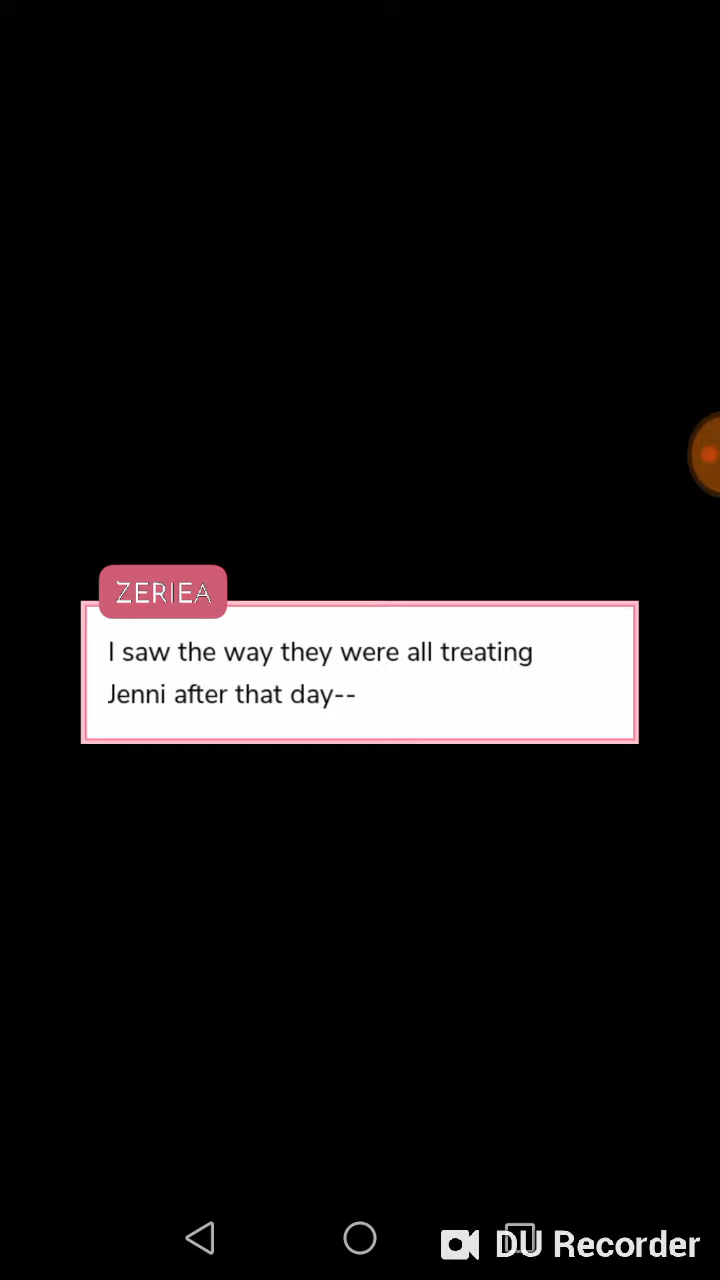 ZERIEA
I saw the way they were all treating
Jenni after that day--
DU Recorder